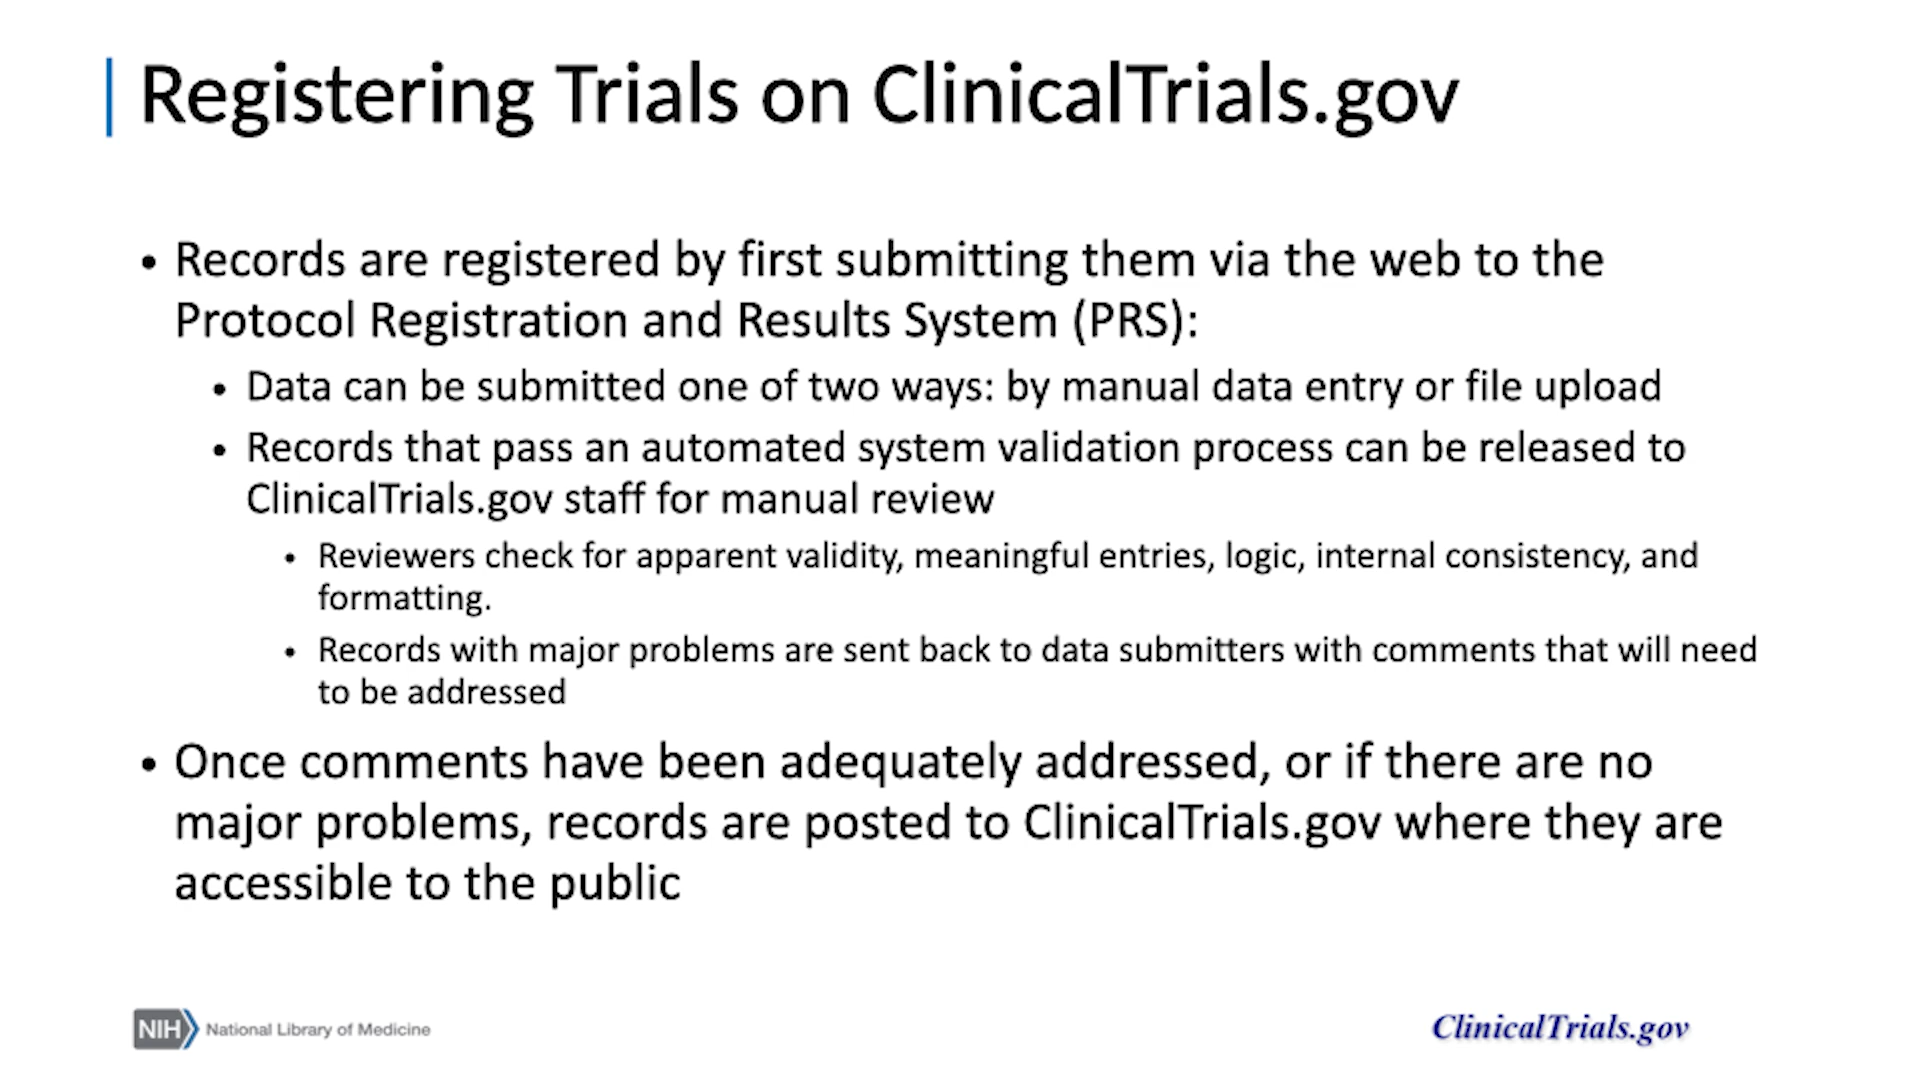 Registering Trials on ClinicalTrials.gov
• Records are registered by first submitting them via the web to the
Protocol Registration and Results System (PRS):
• Data can be submitted one of two ways: by manual data entry or file upload
• Records that pass an automated system validation process can be released to
ClinicalTrials.gov staff for manual review
• Reviewers check for apparent validity, meaningful entries, logic, internal consistency, and
formatting.
• Records with major problems are sent back to data submitters with comments that will need
to be addressed
• Once comments have been adequately addressed, or if there are no
major problems, records are posted to ClinicalTrials.gov where they are
accessible to the public
NIH National Library of Medicine
ClinicalTrials.gov